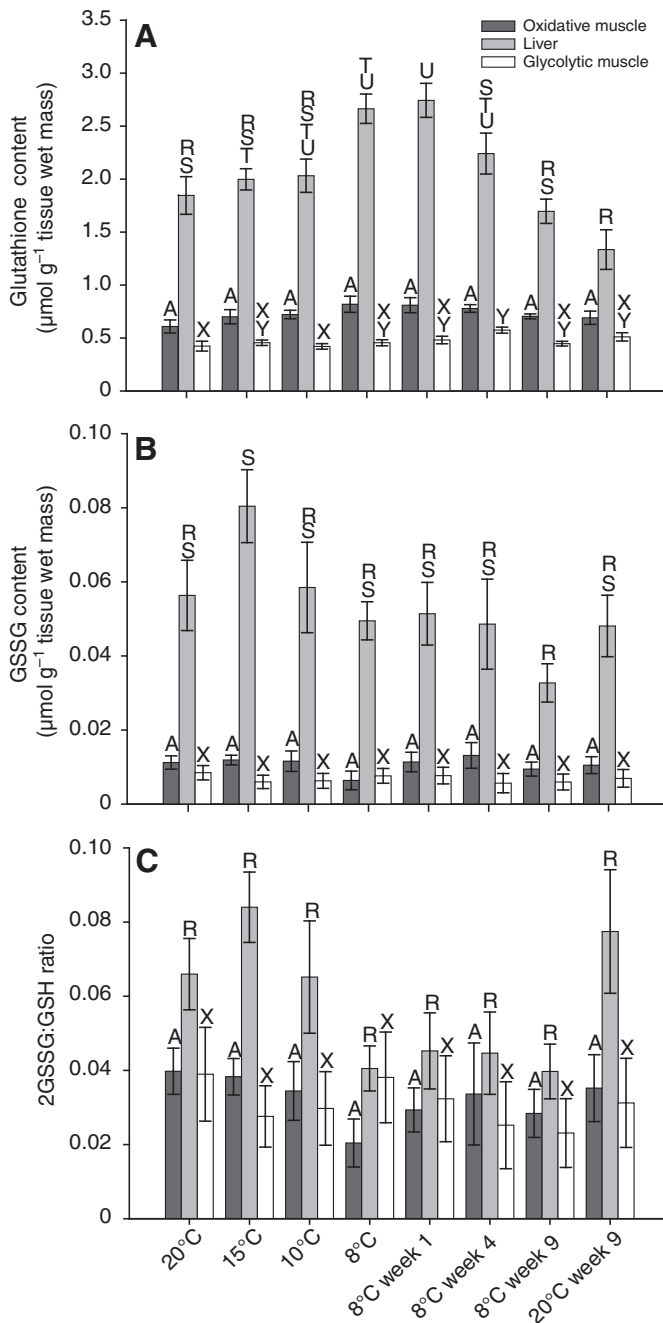 A
Oxidative muscle
Liver
Glycolytic muscle
Glutathione content
(µmol g⁻¹ tissue wet mass)
3.5
3.0
2.5
2.0
1.5
1.0
0.5
0
A
R
S
X
A
R
S
T
X
Y
A
R
S
T
U
X
A
T
U
X
Y
A
U
X
Y
A
S
T
U
Y
A
R
S
X
Y
A
R
X
Y
B
GSSG content
(µmol g⁻¹ tissue wet mass)
0.10
0.08
0.06
0.04
0.02
0
A
R
S
X
A
S
X
A
R
S
X
A
R
S
X
A
R
S
X
A
R
S
X
A
R
X
A
R
S
X
C
2GSSG:GSH ratio
0.10
0.08
0.06
0.04
0.02
0
A
R
X
A
R
X
A
R
X
A
R
X
A
R
X
A
R
X
A
R
X
A
R
X
20°C
15°C
10°C
8°C
8°C week 1
8°C week 4
8°C week 9
20°C week 9